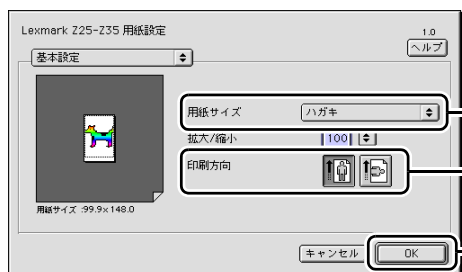 Lexmark Z25-Z35 用紙設定
1.0
ヘルプ
基本設定
用紙サイズ
ハガキ
拡大/縮小
100
印刷方向
用紙サイズ :99.9×148.0
キャンセル
OK